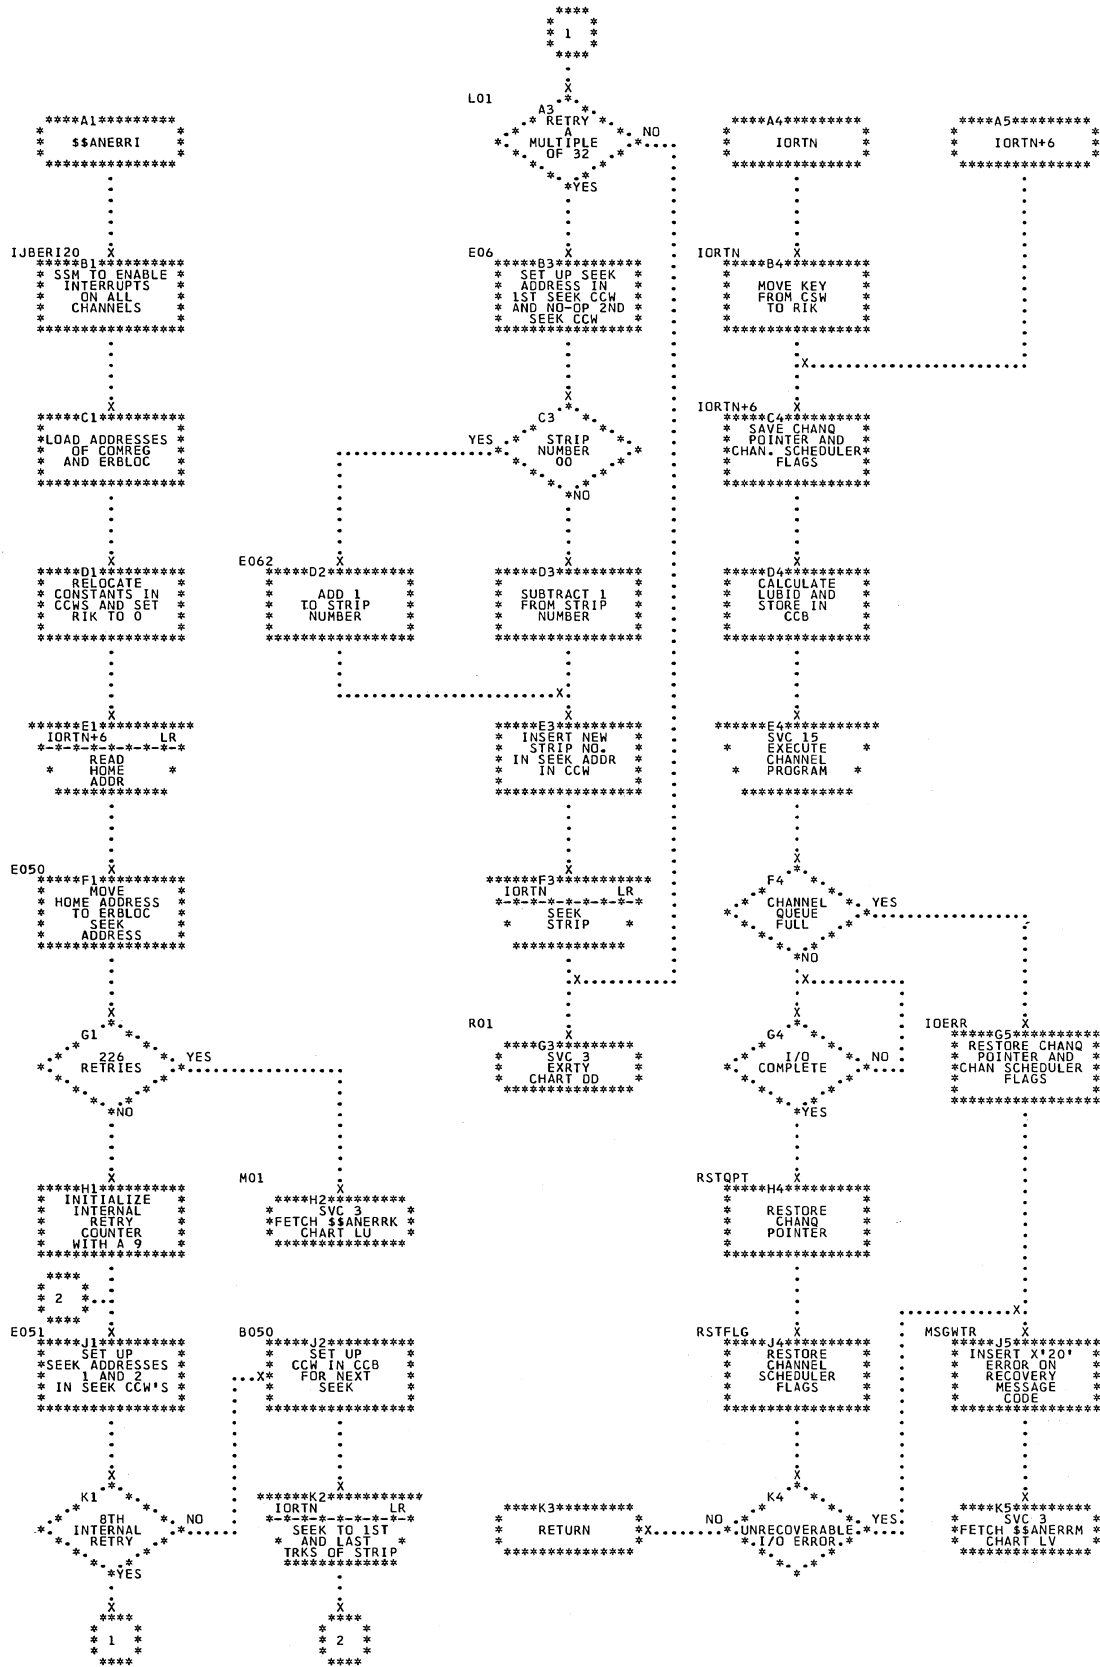 1
L01
A3
RETRY
A
MULTIPLE
OF 32
NO
YES
A1
$$ANERRI
A4
IORTN
A5
IORTN+6
IJBERI20
B1
SSM TO ENABLE
INTERRUPTS
ON ALL
CHANNELS
E06
B3
SET UP SEEK
ADDRESS IN
1ST SEEK CCW
AND NO-OP 2ND
SEEK CCW
IORTN
B4
MOVE KEY
FROM CSW
TO RIK
C1
LOAD ADDRESSES
OF COMREG
AND ERBLOC
C3
STRIP
NUMBER
00
YES
NO
IORTN+6
C4
SAVE CHANQ
POINTER AND
CHAN. SCHEDULER
FLAGS
D1
RELOCATE
CONSTANTS IN
CCWS AND SET
RIK TO 0
E062
D2
ADD 1
TO STRIP
NUMBER
D3
SUBTRACT 1
FROM STRIP
NUMBER
D4
CALCULATE
LUBID AND
STORE IN
CCB
E1
IORTN+6 LR
READ
HOME
ADDR
E3
INSERT NEW
STRIP NO.
IN SEEK ADDR
IN CCW
E4
SVC 15
EXECUTE
CHANNEL
PROGRAM
E050
F1
MOVE
HOME ADDRESS
TO ERBLOC
SEEK
ADDRESS
F3
IORTN LR
SEEK
STRIP
F4
CHANNEL
QUEUE
FULL
YES
NO
G1
226
RETRIES
YES
NO
R01
G3
SVC 3
EXRTY
CHART DD
G4
I/O
COMPLETE
NO
YES
IOERR
G5
RESTORE CHANQ
POINTER AND
CHAN SCHEDULER
FLAGS
H1
INITIALIZE
INTERNAL
RETRY
COUNTER
WITH A 9
M01
H2
SVC 3
FETCH $$ANERRK
CHART LU
RSTQPT
H4
RESTORE
CHANQ
POINTER
2
E051
J1
SET UP
SEEK ADDRESSES
1 AND 2
IN SEEK CCW'S
B050
J2
SET UP
CCW IN CCB
FOR NEXT
SEEK
RSTFLG
J4
RESTORE
CHANNEL
SCHEDULER
FLAGS
MSGWTR
J5
INSERT X'20'
ERROR ON
RECOVERY
MESSAGE
CODE
K1
8TH
INTERNAL
RETRY
NO
YES
K2
IORTN LR
SEEK TO 1ST
AND LAST
TRKS OF STRIP
K3
RETURN
K4
UNRECOVERABLE
I/O ERROR
NO
YES
K5
SVC 3
FETCH $$ANERRM
CHART LV
1
2